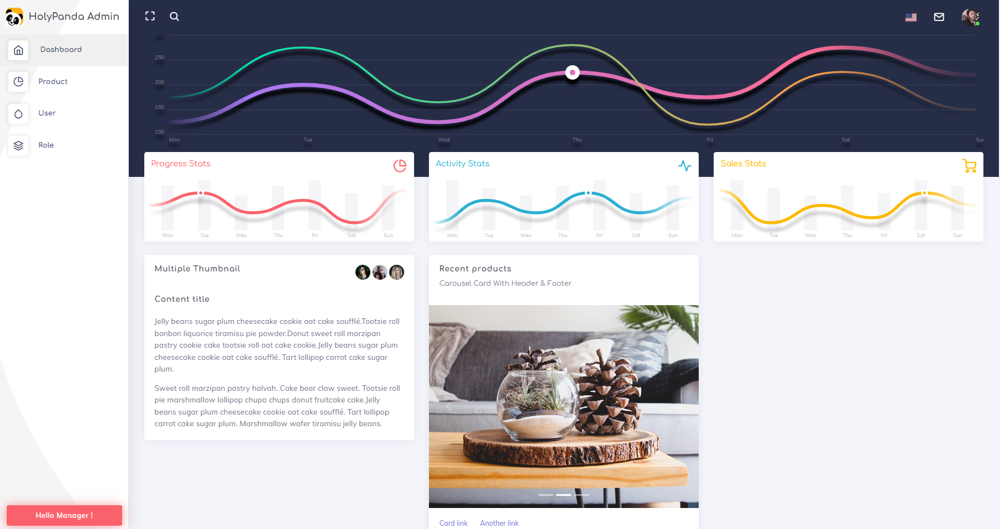 HolyPanda Admin
Dashboard
Product
User
Role
Hello Manager !
250
200
150
100
Mon
Tue
Wed
Thu
Fri
Sat
Sun
Progress Stats
Mon
Tue
Wex
Thu
Fri
Sat
Sun
Activity Stats
Mon
Tue
Wex
Thu
Fri
Sat
Sun
Sales Stats
Mon
Tue
Wex
Thu
Fri
Sat
Sun
Multiple Thumbnail
Content title
Jelly beans sugar plum cheesecake cookie oat cake soufflé.Tootsie roll
bonbon liquorice tiramisu pie powder.Donut sweet roll marzipan
pastry cookie cake tootsie roll oat cake cookie.Jelly beans sugar plum
cheesecake cookie oat cake soufflé. Tart lollipop carrot cake sugar
plum.
Sweet roll marzipan pastry halvah. Cake bear claw sweet. Tootsie roll
pie marshmallow lollipop chupa chups donut fruitcake cake.Jelly
beans sugar plum cheesecake cookie oat cake soufflé. Tart lollipop
carrot cake sugar plum. Marshmallow wafer tiramisu jelly beans.
Recent products
Carousel Card With Header & Footer
Card link Another link